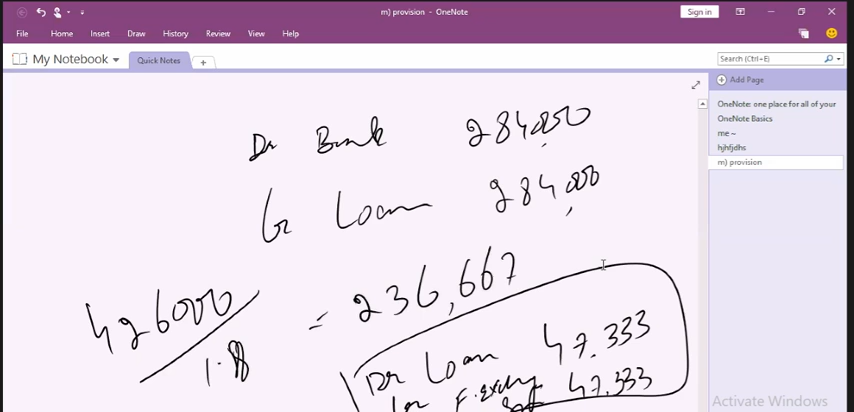 m) provision - OneNote
Sign in
File Home Insert Draw History Review View Help
My Notebook Quick Notes +
Search (Ctrl+E)
Add Page
OneNote: one place for all of your
OneNote Basics
me ~
hjhfjdhs
m) provision
Dr Bank 284,000
Cr Loan 284,000
426000 = 236,667
1.8
Dr Loan 47.333
Cr F.exchg 47.333
Activate Windows